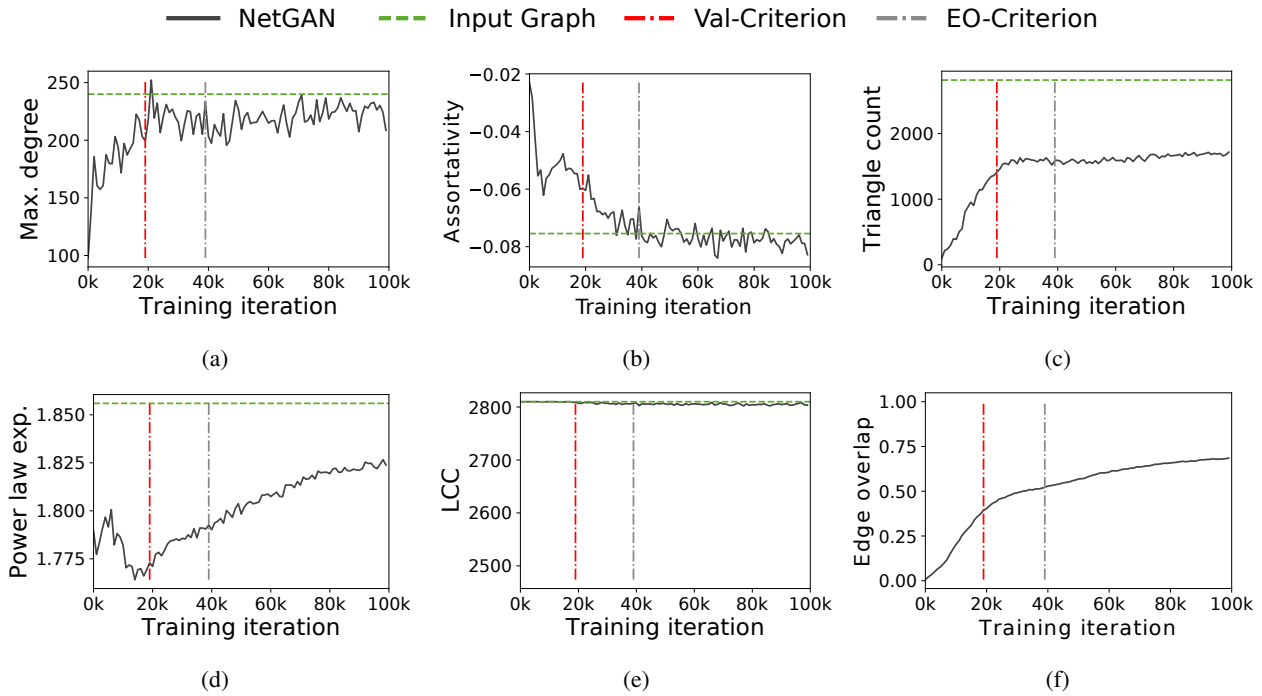 NetGAN Input Graph Val-Criterion EO-Criterion
Max. degree
250
200
150
100
0k 20k 40k 60k 80k 100k
Training iteration
(a)
Assortativity
−0.02
−0.04
−0.06
−0.08
0k 20k 40k 60k 80k 100k
Training iteration
(b)
Triangle count
2000
1000
0
0k 20k 40k 60k 80k 100k
Training iteration
(c)
Power law exp.
1.850
1.825
1.800
1.775
0k 20k 40k 60k 80k 100k
Training iteration
(d)
LCC
2800
2700
2600
2500
0k 20k 40k 60k 80k 100k
Training iteration
(e)
Edge overlap
1.00
0.75
0.50
0.25
0.00
0k 20k 40k 60k 80k 100k
Training iteration
(f)